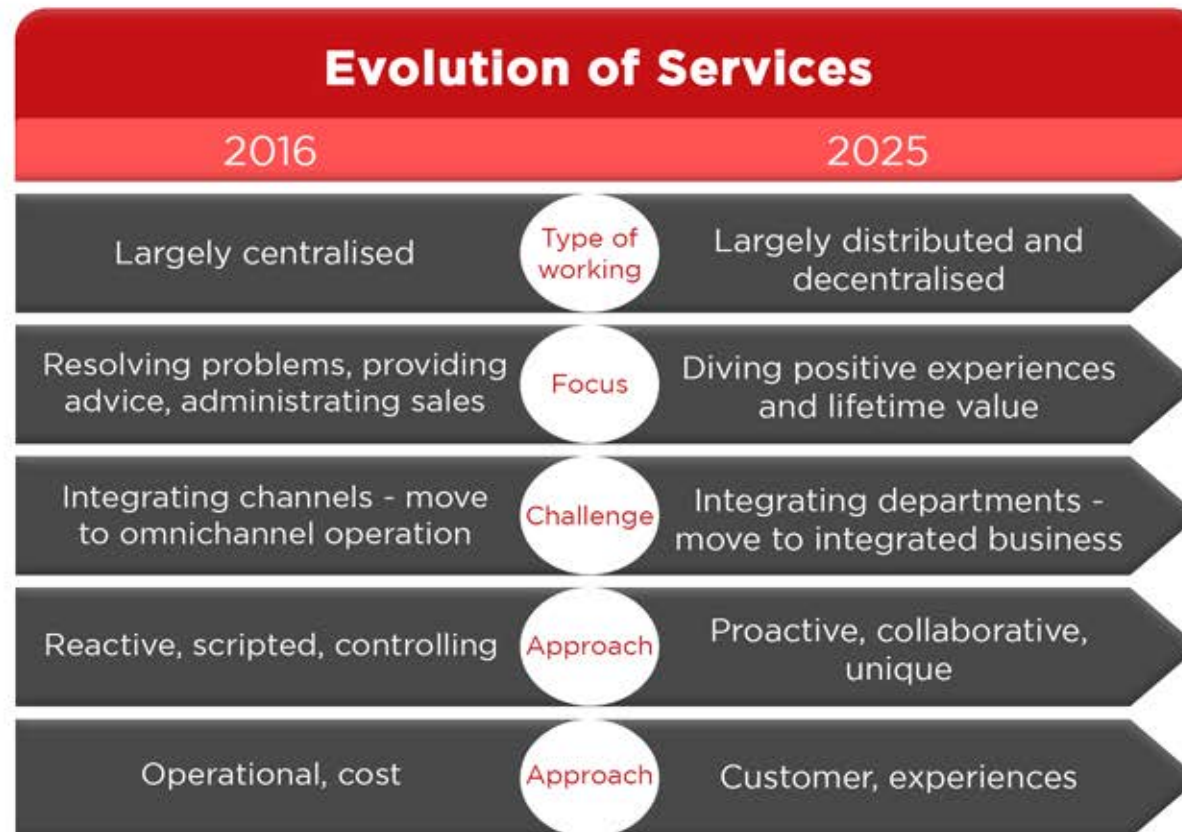 Evolution of Services
2016
2025
Largely centralised
Type of
working
Largely distributed and
decentralised
Resolving problems, providing
advice, administrating sales
Focus
Diving positive experiences
and lifetime value
Integrating channels - move
to omnichannel operation
Challenge
Integrating departments -
move to integrated business
Reactive, scripted, controlling
Approach
Proactive, collaborative,
unique
Operational, cost
Approach
Customer, experiences